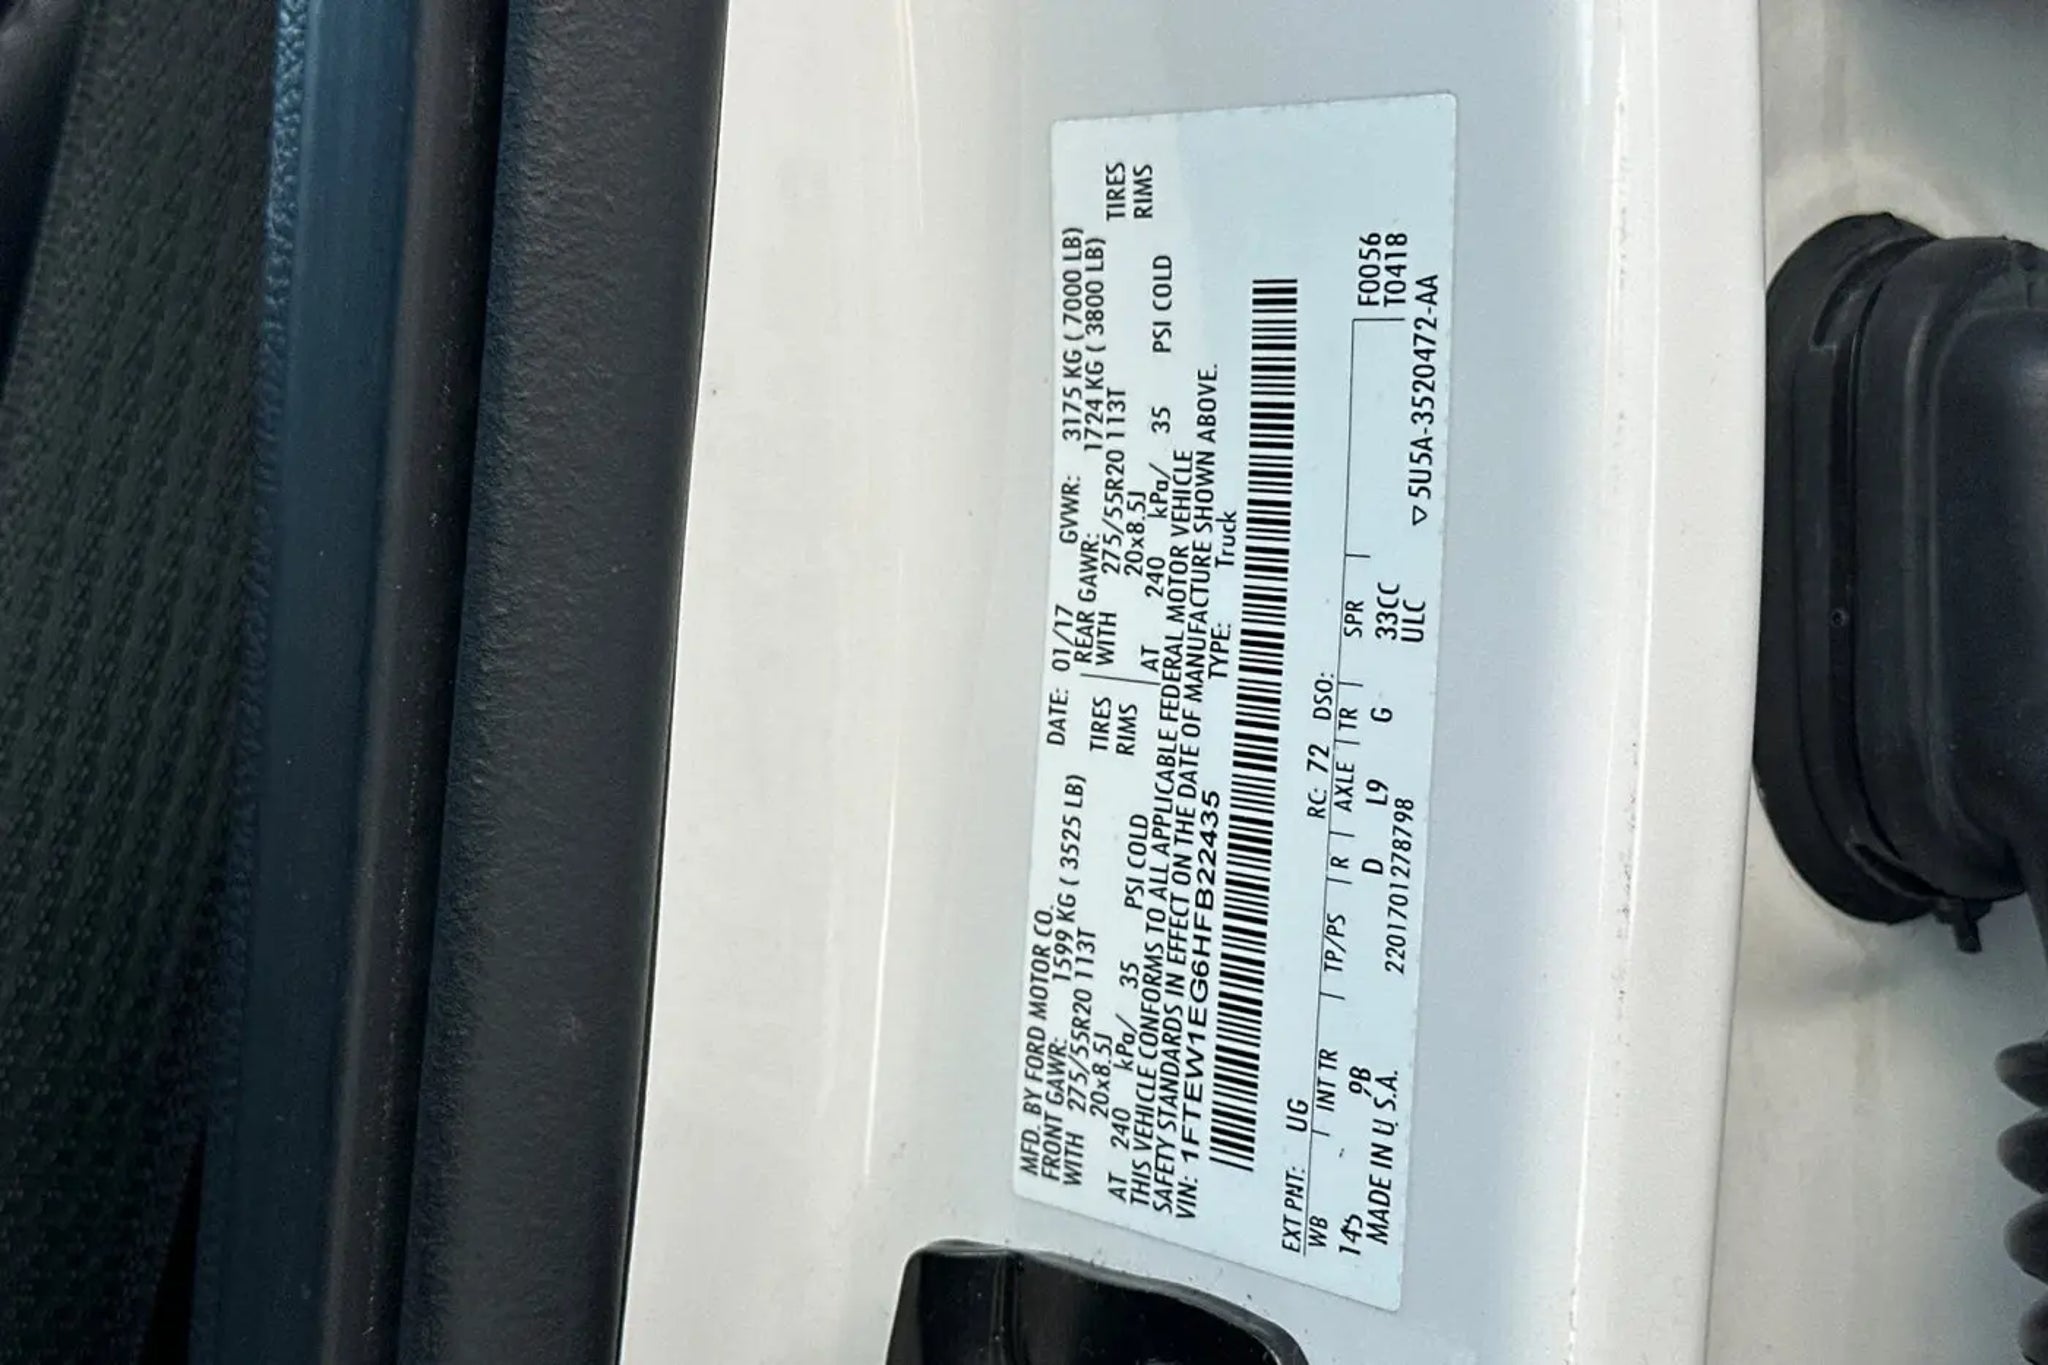 MFD. BY FORD MOTOR CO. DATE: 01/17 GVWR: 3175 KG ( 7000 LB)
FRONT GAWR: 1599 KG ( 3525 LB) REAR GAWR: 1724 KG ( 3800 LB)
WITH 275/55R20 113T TIRES WITH 275/55R20 113T TIRES
20x8.5J RIMS 20x8.5J RIMS
AT 240 kPa/ 35 PSI COLD AT 240 kPa/ 35 PSI COLD
THIS VEHICLE CONFORMS TO ALL APPLICABLE FEDERAL MOTOR VEHICLE
SAFETY STANDARDS IN EFFECT ON THE DATE OF MANUFACTURE SHOWN ABOVE.
VIN: 1FTEW1EG6HFB22435 TYPE: Truck
EXT PNT: UG RC: 72 DSO:
WB INT TR TP/PS R AXLE TR SPR F0056
145 9B D L9 G 33CC T0418
MADE IN U.S.A. 2201701278798 ULC
5U5A-3520472-AA